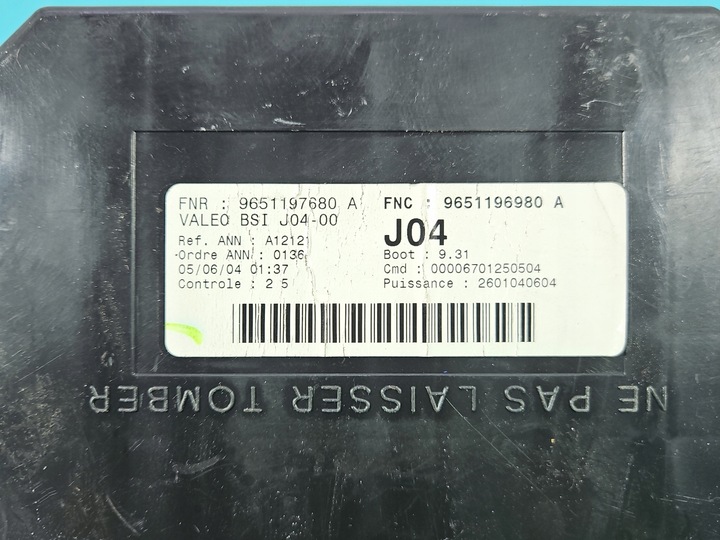 FNR : 9651197680 A FNC : 9651196980 A
VALEO BSI J04-00 J04
Ref. ANN : A12121
Ordre ANN : 0136 Boot : 9.31
05/06/04 01:37 Cmd : 00006701250504
Controle : 2 5 Puissance : 2601040604
NE PAS LAISSER TOMBER